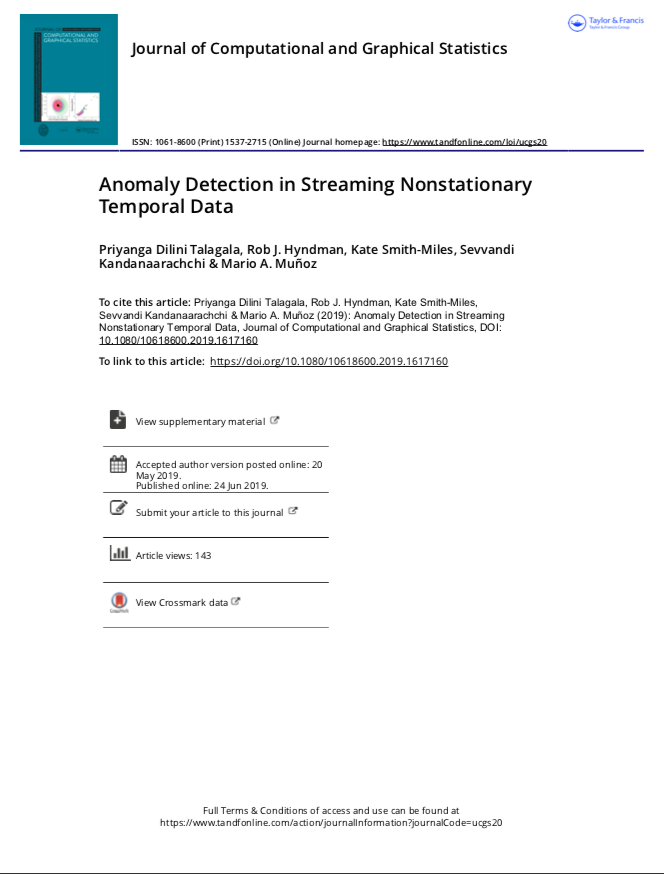 COMPUTATIONAL AND
GRAPHICAL STATISTICS
Taylor & Francis
Taylor & Francis Group
Journal of Computational and Graphical Statistics
ISSN: 1061-8600 (Print) 1537-2715 (Online) Journal homepage: https://www.tandfonline.com/loi/ucgs20
Anomaly Detection in Streaming Nonstationary
Temporal Data
Priyanga Dilini Talagala, Rob J. Hyndman, Kate Smith-Miles, Sevvandi
Kandanaarachchi & Mario A. Muñoz
To cite this article: Priyanga Dilini Talagala, Rob J. Hyndman, Kate Smith-Miles,
Sevvandi Kandanaarachchi & Mario A. Muñoz (2019): Anomaly Detection in Streaming
Nonstationary Temporal Data, Journal of Computational and Graphical Statistics, DOI:
10.1080/10618600.2019.1617160
To link to this article: https://doi.org/10.1080/10618600.2019.1617160
View supplementary material
Accepted author version posted online: 20
May 2019.
Published online: 24 Jun 2019.
Submit your article to this journal
Article views: 143
View Crossmark data
Full Terms & Conditions of access and use can be found at
https://www.tandfonline.com/action/journalInformation?journalCode=ucgs20